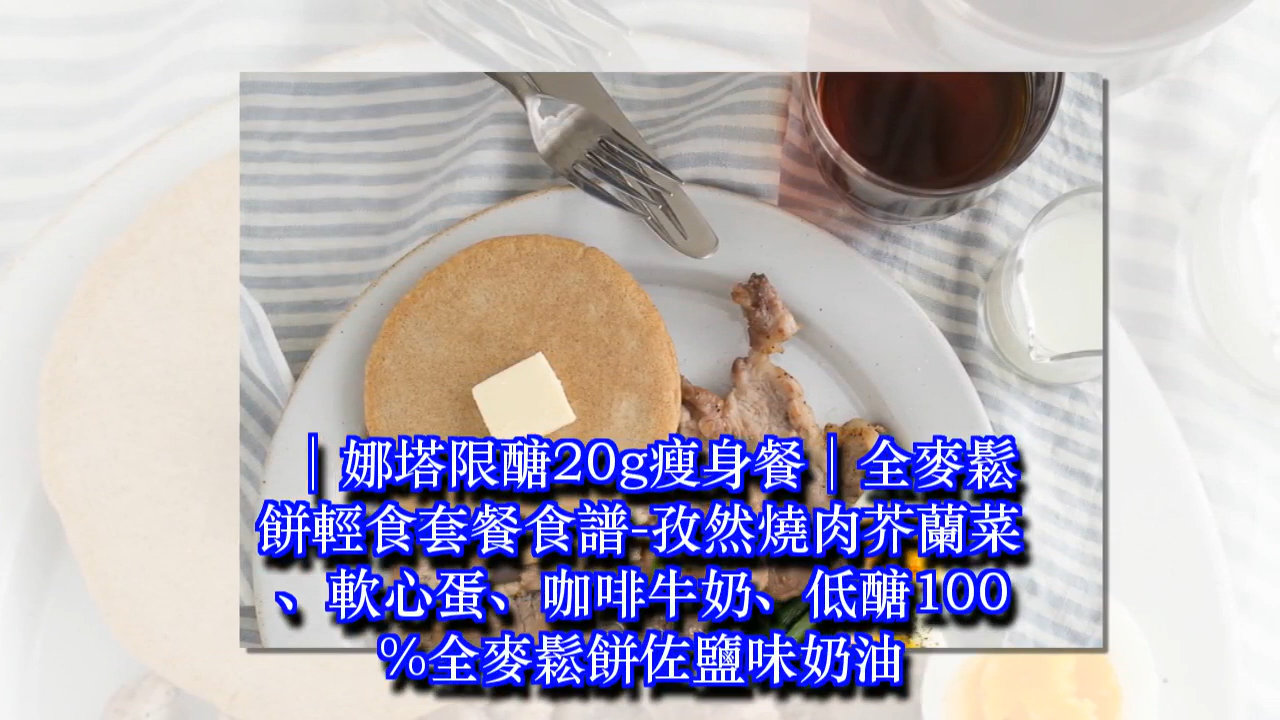 ｜娜塔限醣20g瘦身餐｜全麥鬆
餅輕食套餐食譜-孜然燒肉芥蘭菜
、軟心蛋、咖啡牛奶、低醣100
%全麥鬆餅佐鹽味奶油